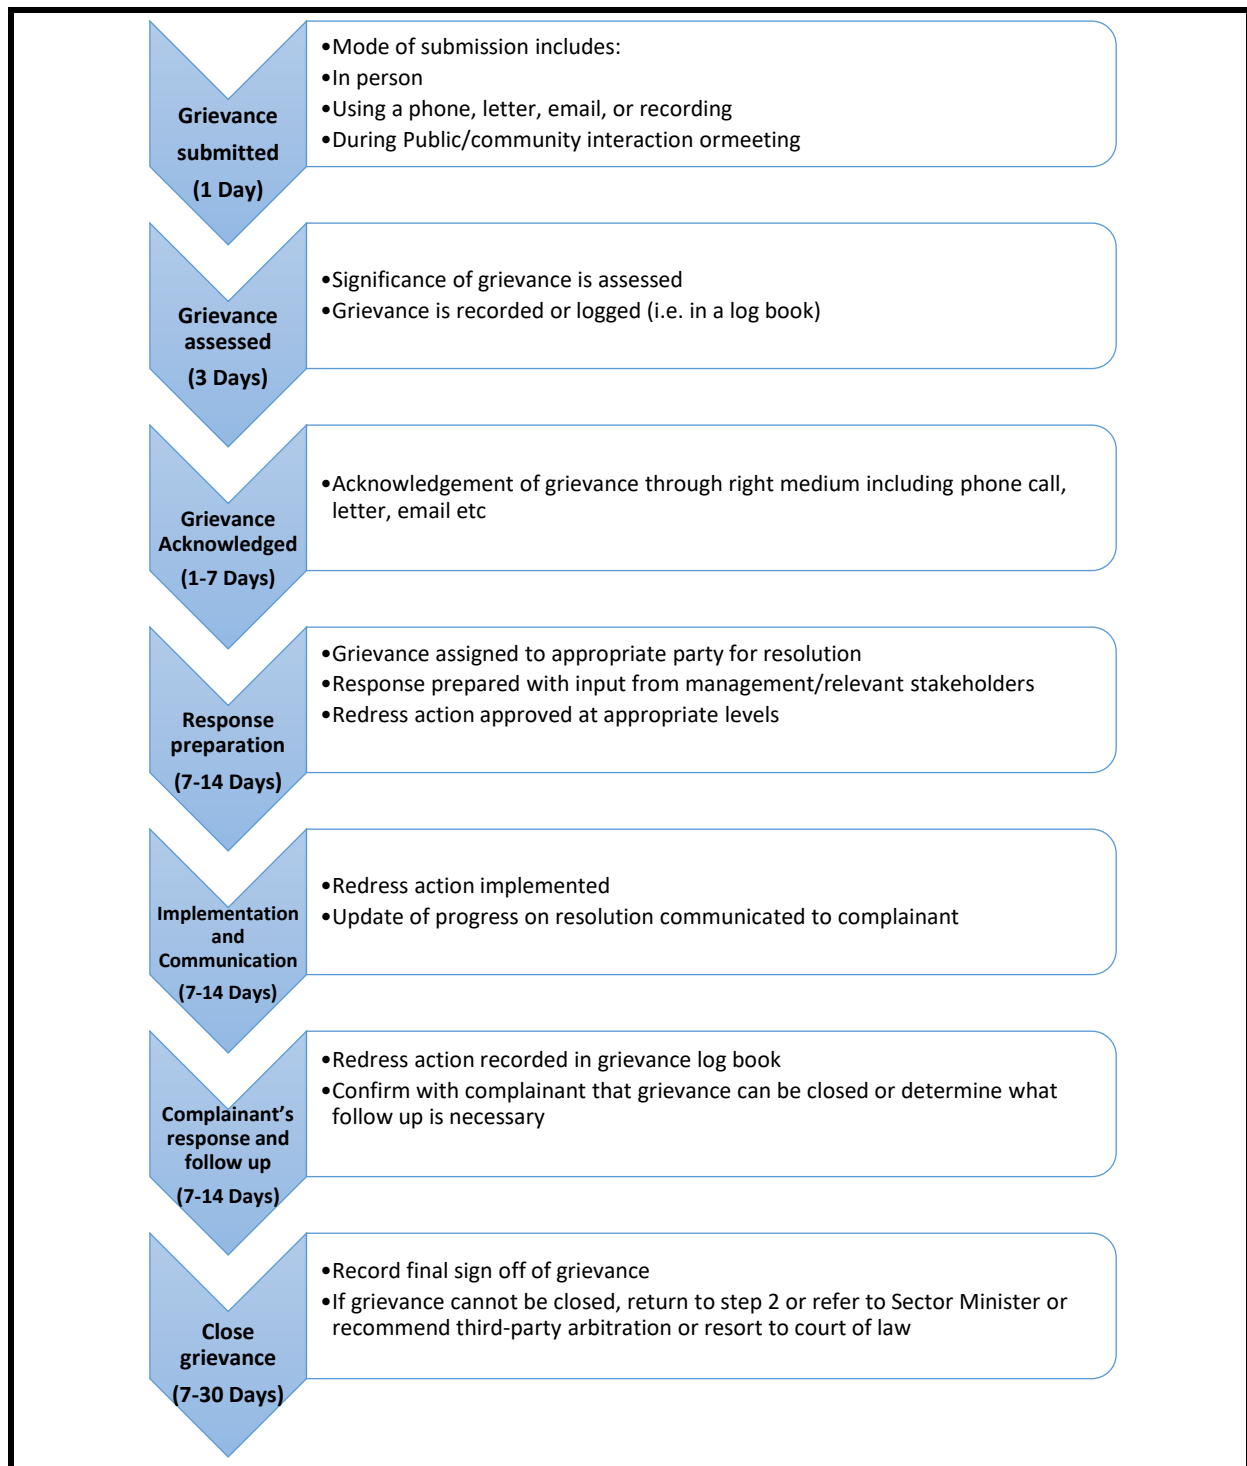 Grievance
submitted
(1 Day)
•Mode of submission includes:
•In person
•Using a phone, letter, email, or recording
•During Public/community interaction ormeeting
Grievance
assessed
(3 Days)
•Significance of grievance is assessed
•Grievance is recorded or logged (i.e. in a log book)
Grievance
Acknowledged
(1-7 Days)
•Acknowledgement of grievance through right medium including phone call,
letter, email etc
Response
preparation
(7-14 Days)
•Grievance assigned to appropriate party for resolution
•Response prepared with input from management/relevant stakeholders
•Redress action approved at appropriate levels
Implementation
and
Communication
(7-14 Days)
•Redress action implemented
•Update of progress on resolution communicated to complainant
Complainant’s
response and
follow up
(7-14 Days)
•Redress action recorded in grievance log book
•Confirm with complainant that grievance can be closed or determine what
follow up is necessary
Close
grievance
(7-30 Days)
•Record final sign off of grievance
•If grievance cannot be closed, return to step 2 or refer to Sector Minister or
recommend third-party arbitration or resort to court of law